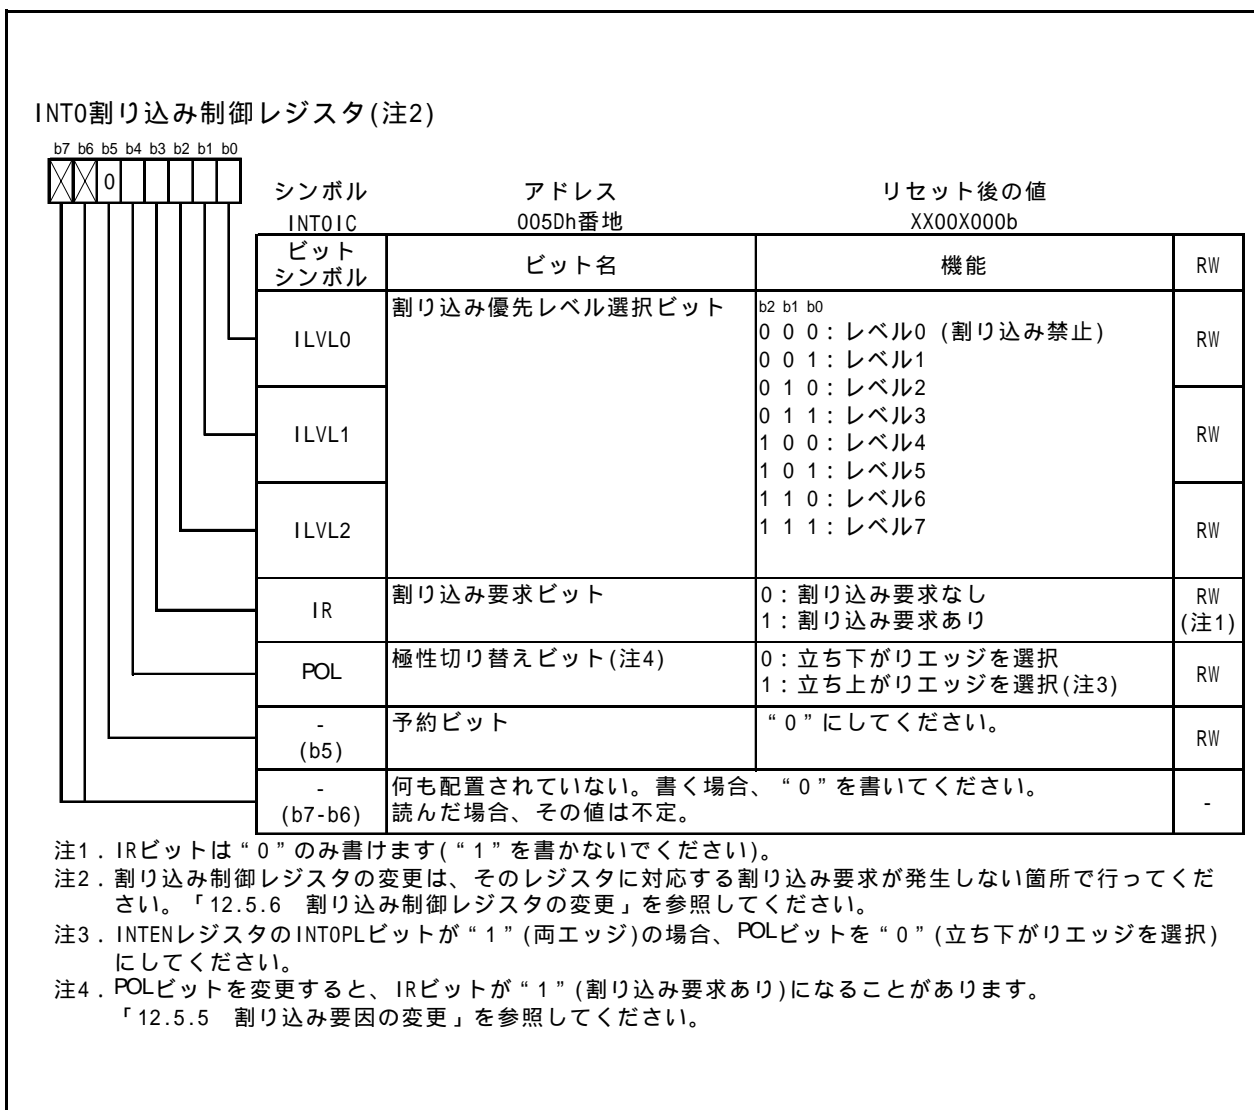 INT0割り込み制御レジスタ(注2)
b7 b6 b5 b4 b3 b2 b1 b0
0
シンボル アドレス リセット後の値
INT0IC 005Dh番地 XX00X000b
ビット
シンボル ビット名 機能 RW
ILVL0 割り込み優先レベル選択ビット b2 b1 b0 RW
0 0 0:レベル0 (割り込み禁止)
0 0 1:レベル1
0 1 0:レベル2
ILVL1 0 1 1:レベル3 RW
1 0 0:レベル4
1 0 1:レベル5
ILVL2 1 1 0:レベル6 RW
1 1 1:レベル7
IR 割り込み要求ビット 0:割り込み要求なし RW
1:割り込み要求あり (注1)
POL 極性切り替えビット(注4) 0:立ち下がりエッジを選択 RW
1:立ち上がりエッジを選択(注3)
- 予約ビット “0”にしてください。 RW
(b5)
- 何も配置されていない。書く場合、“0”を書いてください。 -
(b7-b6) 読んだ場合、その値は不定。
注1.IRビットは“0”のみ書けます(“1”を書かないでください)。
注2.割り込み制御レジスタの変更は、そのレジスタに対応する割り込み要求が発生しない箇所で行ってくだ
さい。「12.5.6 割り込み制御レジスタの変更」を参照してください。
注3.INTENレジスタのINT0PLビットが“1”(両エッジ)の場合、POLビットを“0”(立ち下がりエッジを選択)
にしてください。
注4.POLビットを変更すると、IRビットが“1”(割り込み要求あり)になることがあります。
「12.5.5 割り込み要因の変更」を参照してください。